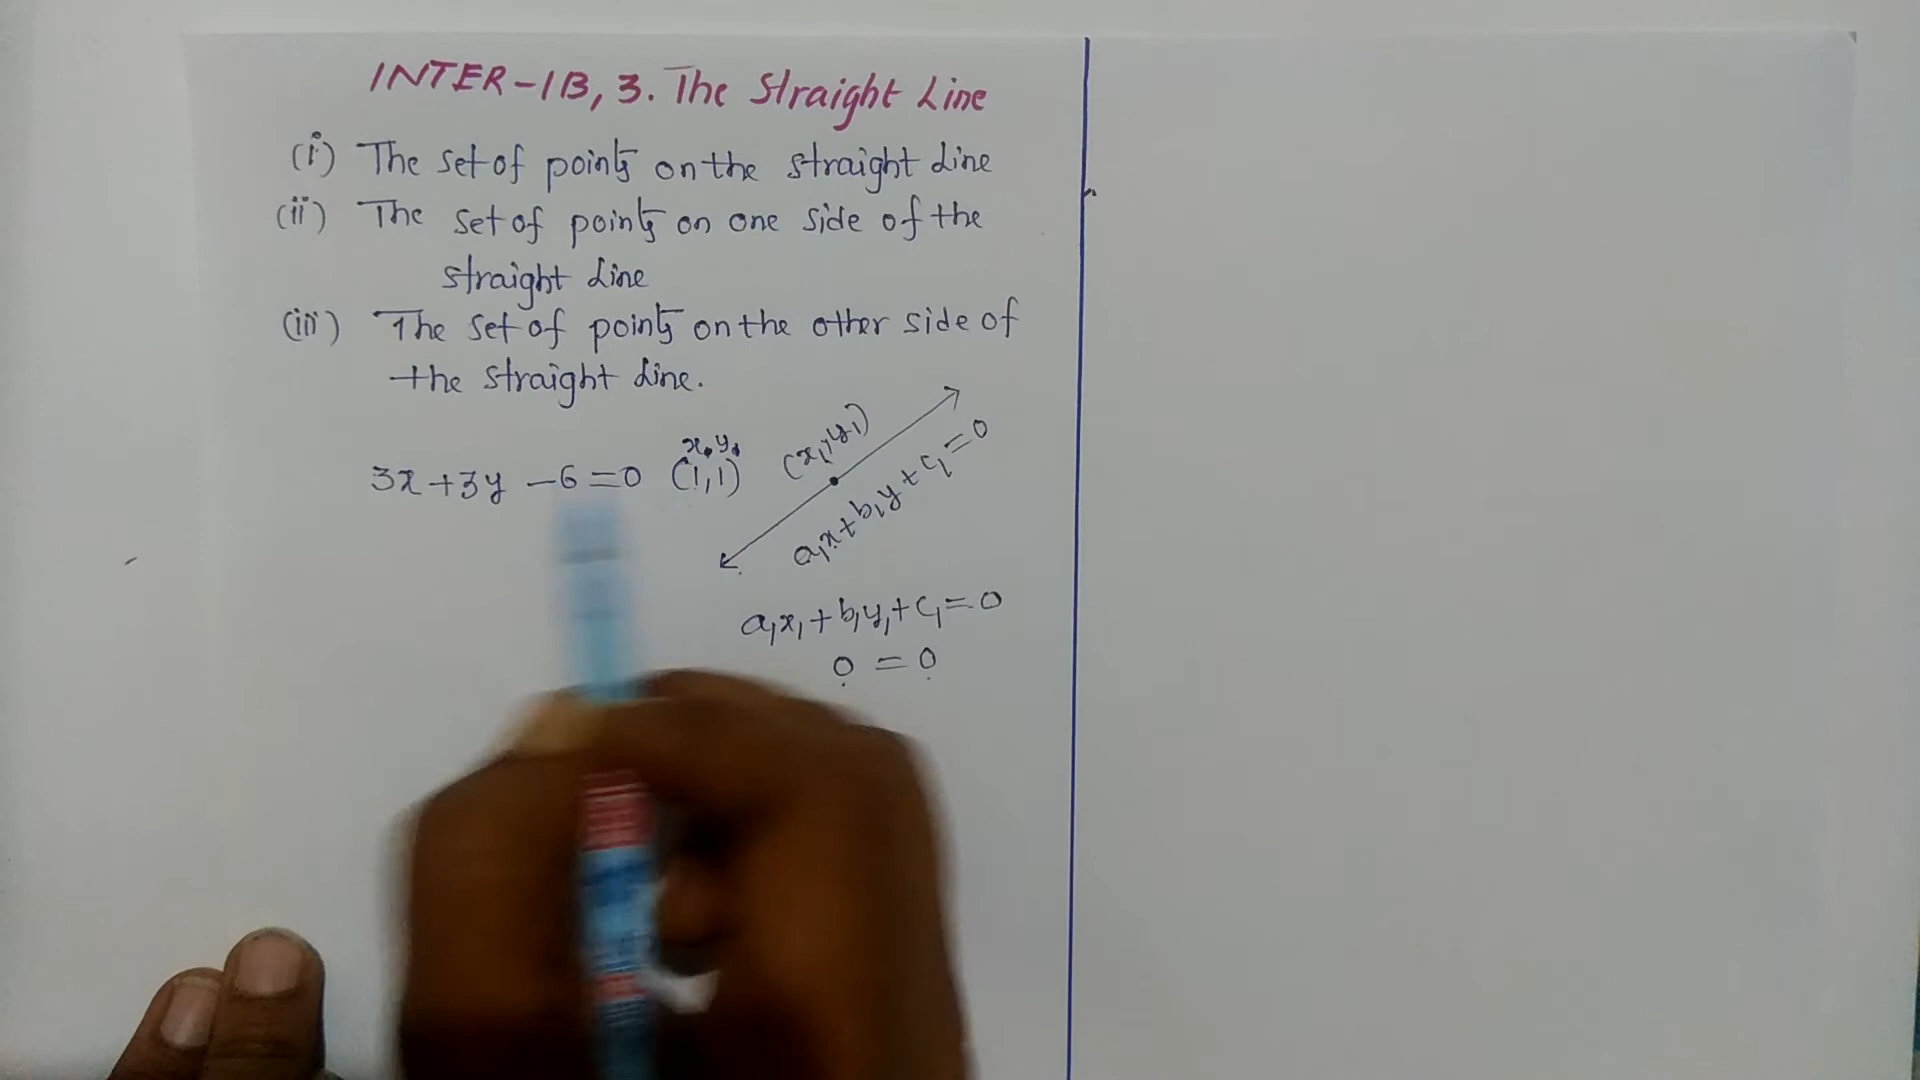 INTER-1B, 3. The Straight Line
(i) The set of points on the straight line
(ii) The set of points on one side of the
straight line
(iii) The set of points on the other side of
the straight line.
x₁ y₁
3x+3y -6=0 (1,1)
(x₁,y₁)
a₁x+b₁y+c₁=0
a₁x₁+b₁y₁+c₁=0
0 = 0